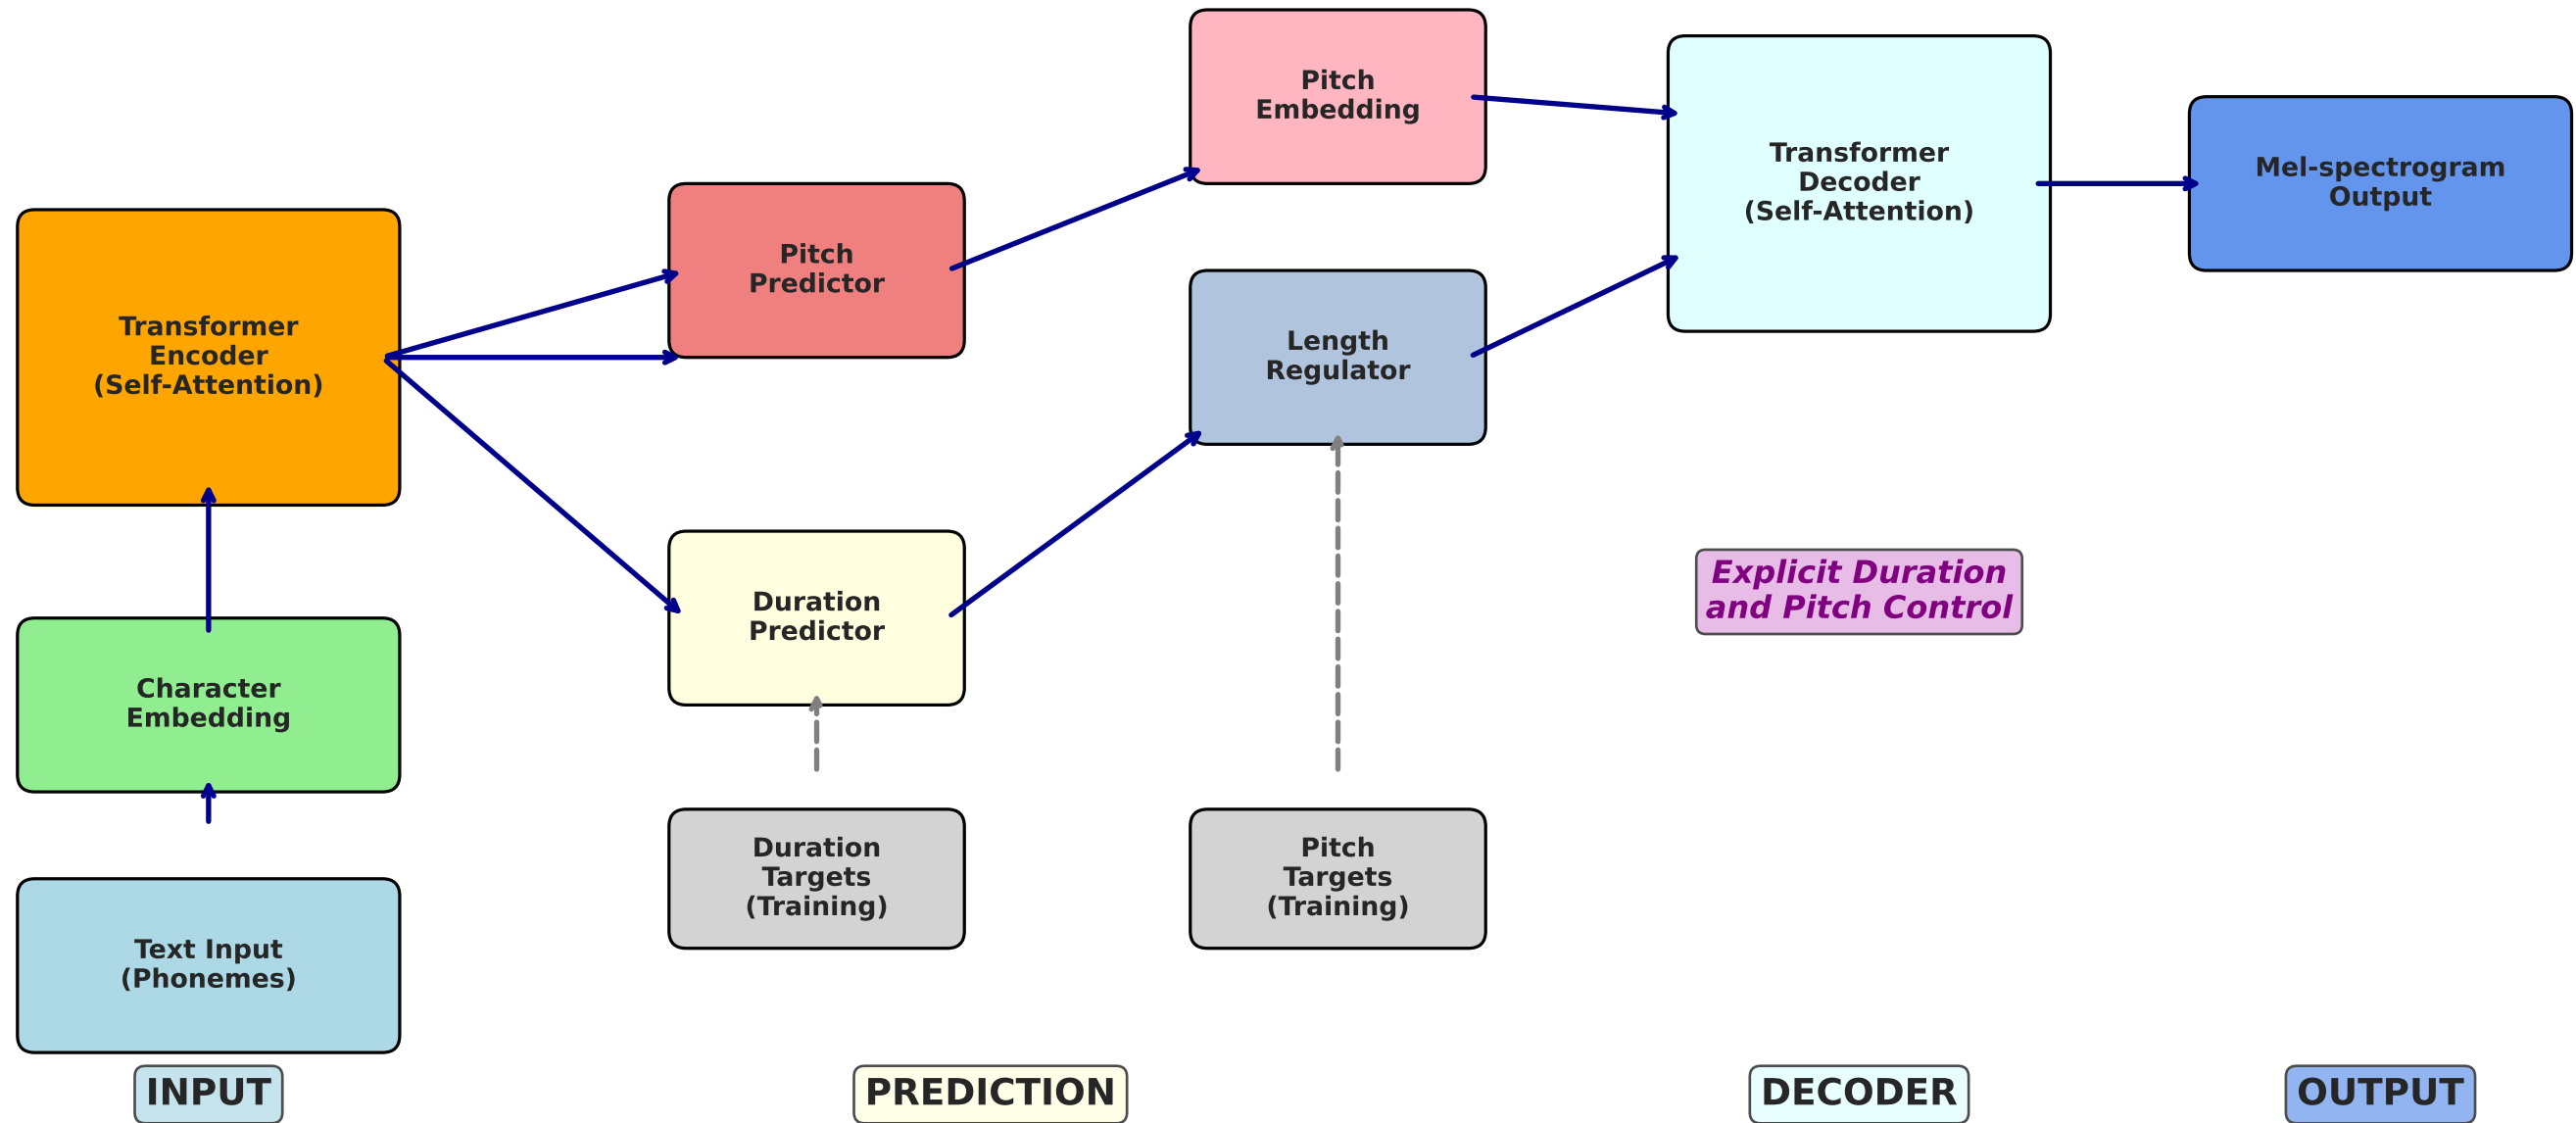 Pitch
Embedding
Transformer
Decoder
(Self-Attention)
Mel-spectrogram
Output
Pitch
Predictor
Transformer
Encoder
(Self-Attention)
Length
Regulator
Duration
Predictor
Explicit Duration
and Pitch Control
Character
Embedding
Duration
Targets
(Training)
Pitch
Targets
(Training)
Text Input
(Phonemes)
INPUT
PREDICTION
DECODER
OUTPUT